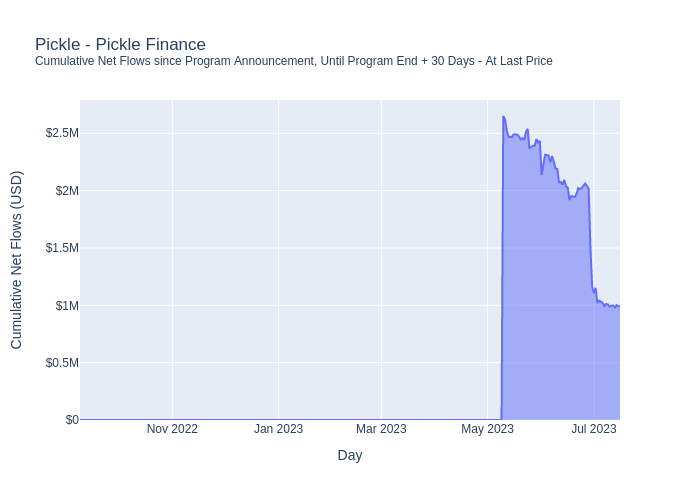 Pickle - Pickle Finance
Cumulative Net Flows since Program Announcement, Until Program End + 30 Days - At Last Price
Cumulative Net Flows (USD)
$2.5M
$2M
$1.5M
$1M
$0.5M
$0
Nov 2022
Jan 2023
Mar 2023
May 2023
Jul 2023
Day